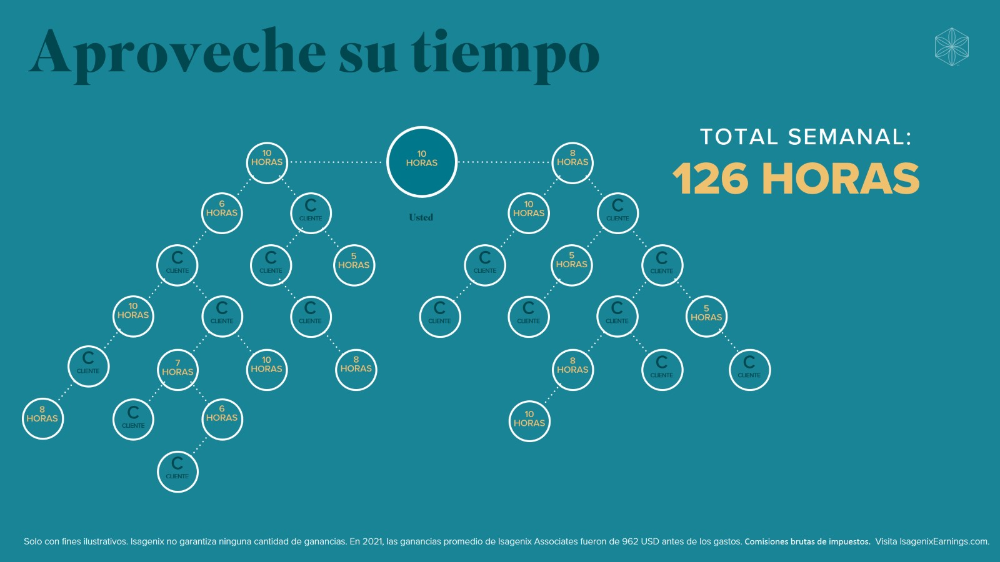 Aproveche su tiempo
TOTAL SEMANAL:
126 HORAS
10
HORAS
10
HORAS
8
HORAS
Usted
6
HORAS
C
CLIENTE
10
HORAS
C
CLIENTE
C
CLIENTE
C
CLIENTE
5
HORAS
C
CLIENTE
5
HORAS
C
CLIENTE
10
HORAS
C
CLIENTE
C
CLIENTE
C
CLIENTE
C
CLIENTE
C
CLIENTE
5
HORAS
C
CLIENTE
7
HORAS
10
HORAS
8
HORAS
8
HORAS
C
CLIENTE
C
CLIENTE
8
HORAS
C
CLIENTE
6
HORAS
10
HORAS
C
CLIENTE
Solo con fines ilustrativos. Isagenix no garantiza ninguna cantidad de ganancias. En 2021, las ganancias promedio de Isagenix Associates fueron de 962 USD antes de los gastos. Comisiones brutas de impuestos. Visita IsagenixEarnings.com.